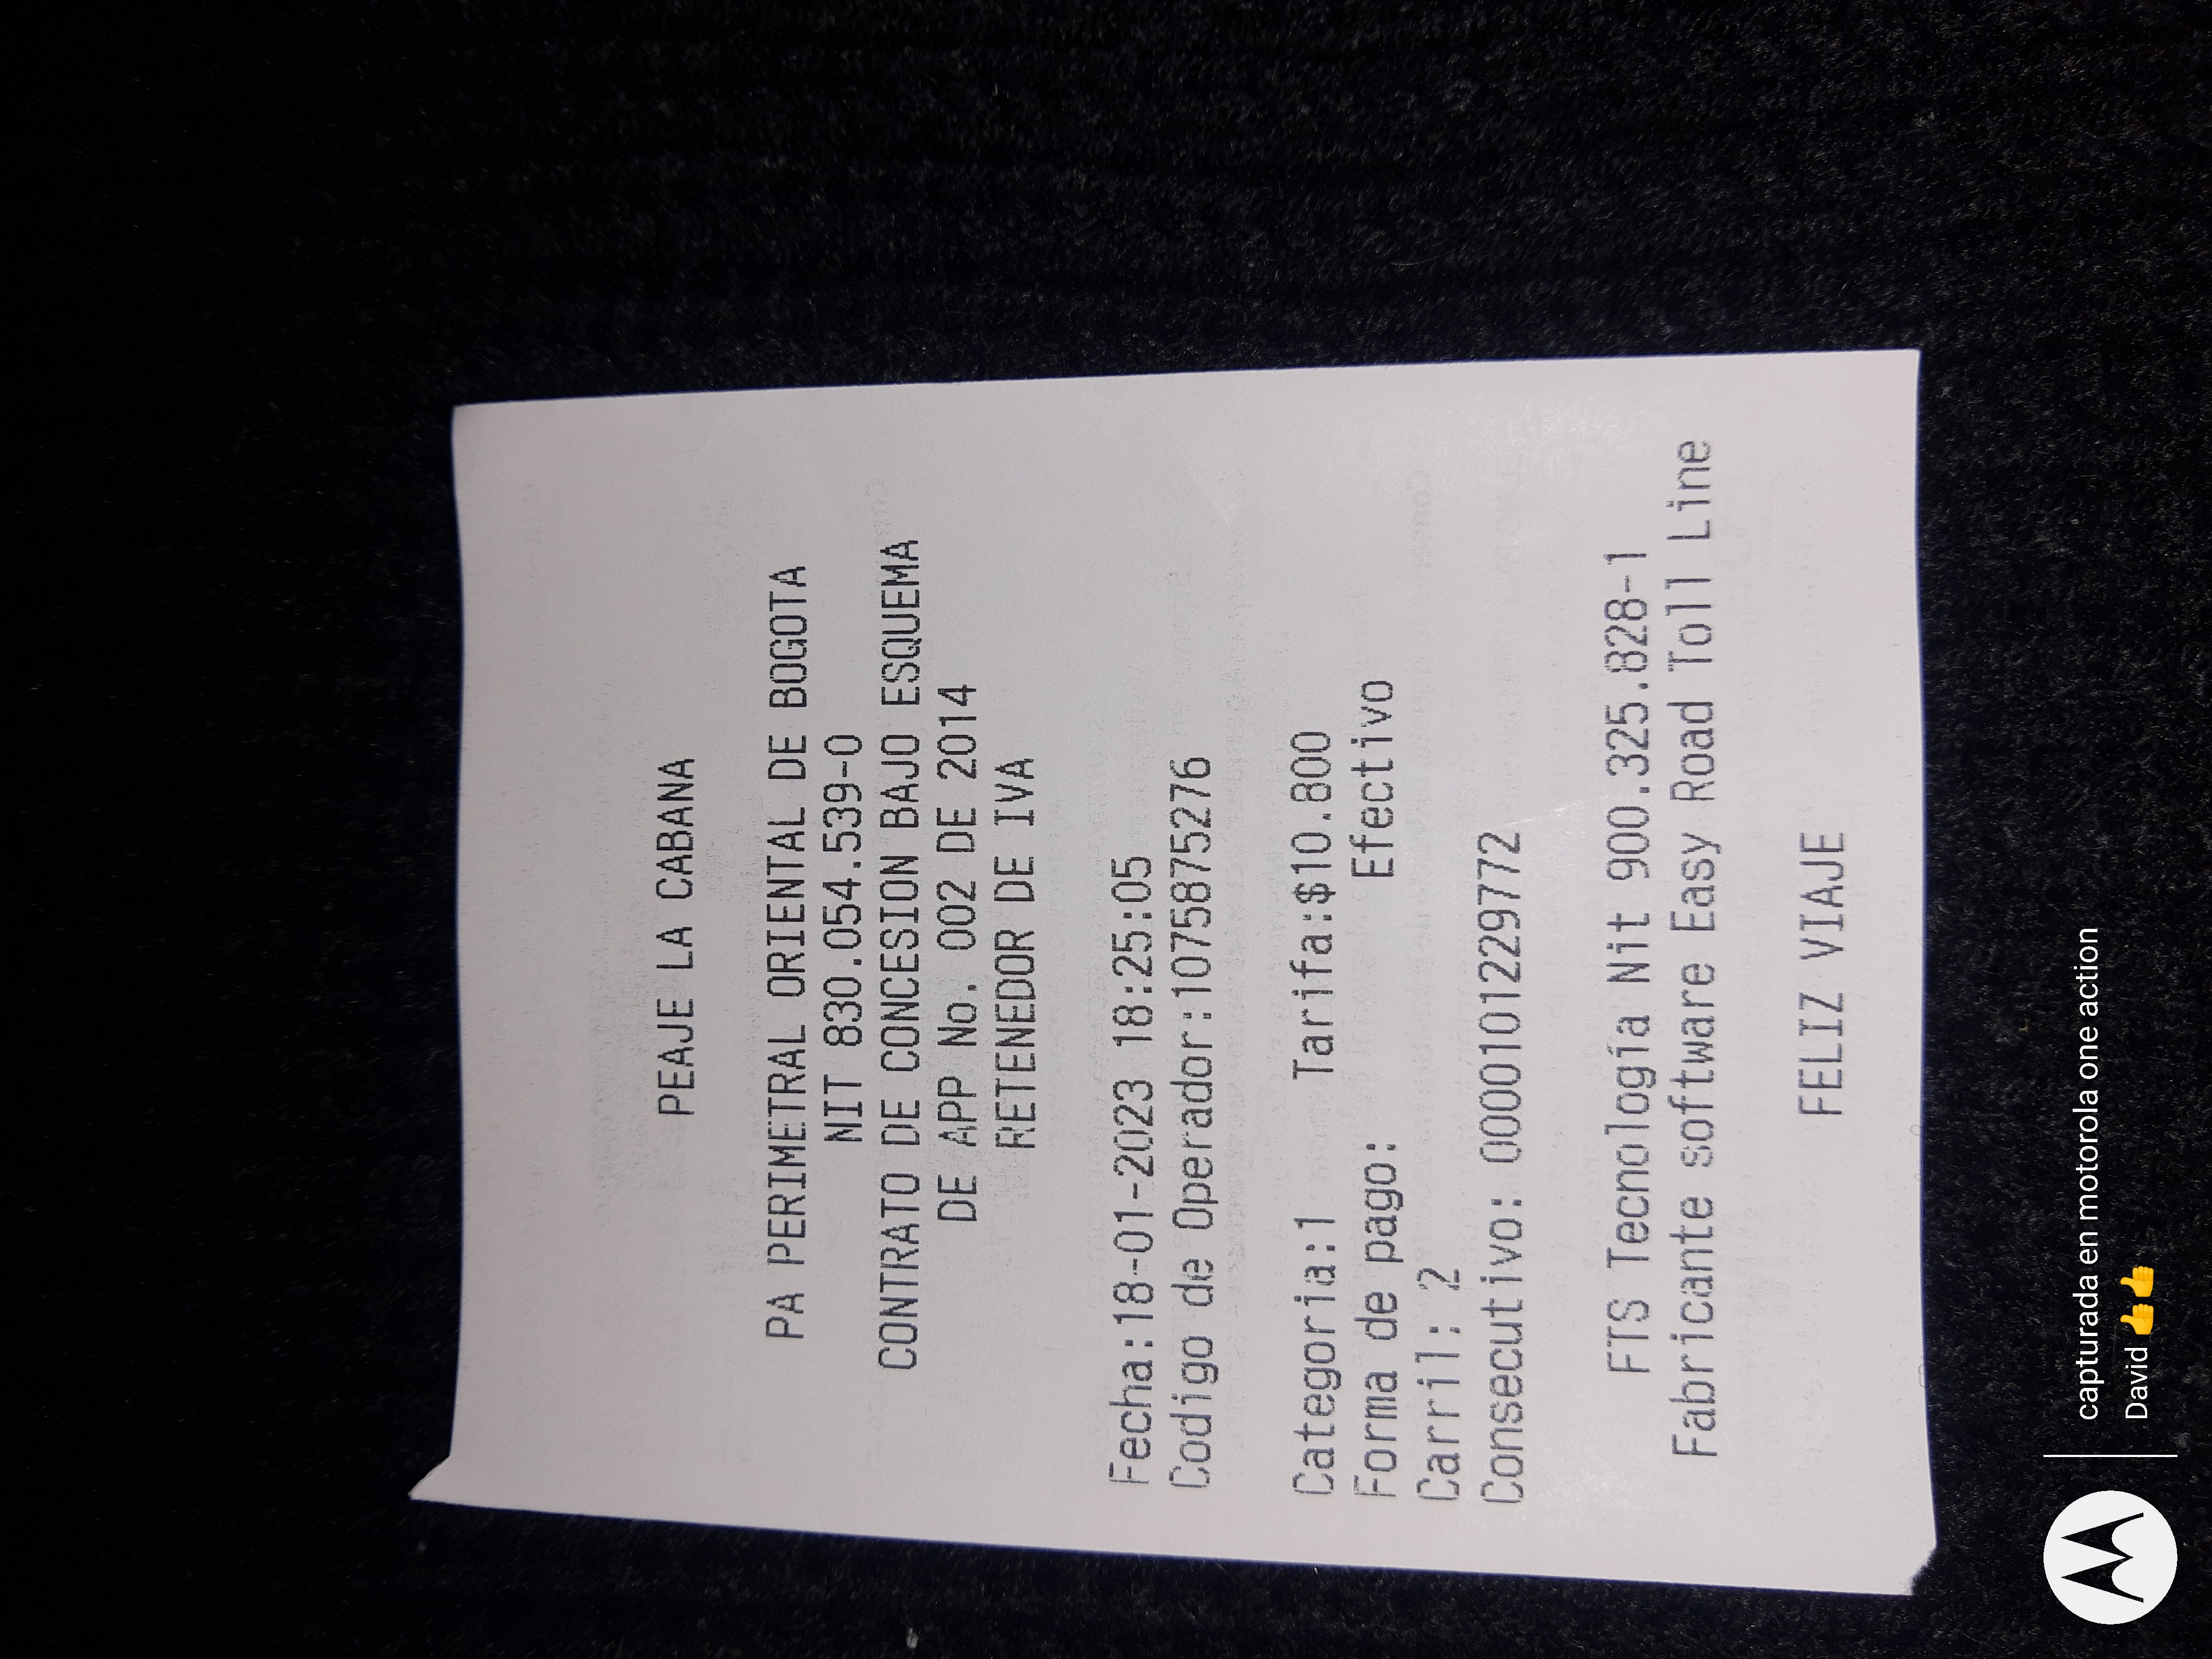 PEAJE LA CABANA
PA PERIMETRAL ORIENTAL DE BOGOTA
NIT 830.054.539-0
CONTRATO DE CONCESION BAJO ESQUEMA
DE APP No. 002 DE 2014
RETENEDOR DE IVA
Fecha:18-01-2023 18:25:05
Codigo de Operador:1075875276
Categoria:1 Tarifa:$10.800
Forma de pago: Efectivo
Carril: 2
Consecutivo: 0000101229772
FTS Tecnología Nit 900.325.828-1
Fabricante software Easy Road Toll Line
FELIZ VIAJE
capturada en motorola one action
David 👍👍